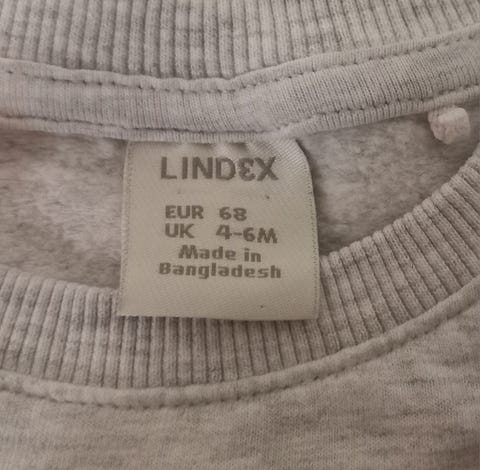 LINDEX
EUR 68
UK 4-6M
Made in
Bangladesh